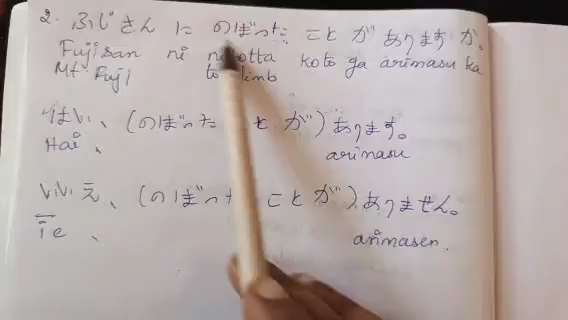 2. ふじさん に のぼった ことが ありますか。
Fujisan ni nobotta koto ga arimasu ka
Mt. Fuji to climb
はい、(のぼった ことが) あります。
Hai, arimasu
いいえ、(のぼった ことが) ありません。
Iie, arimasen.